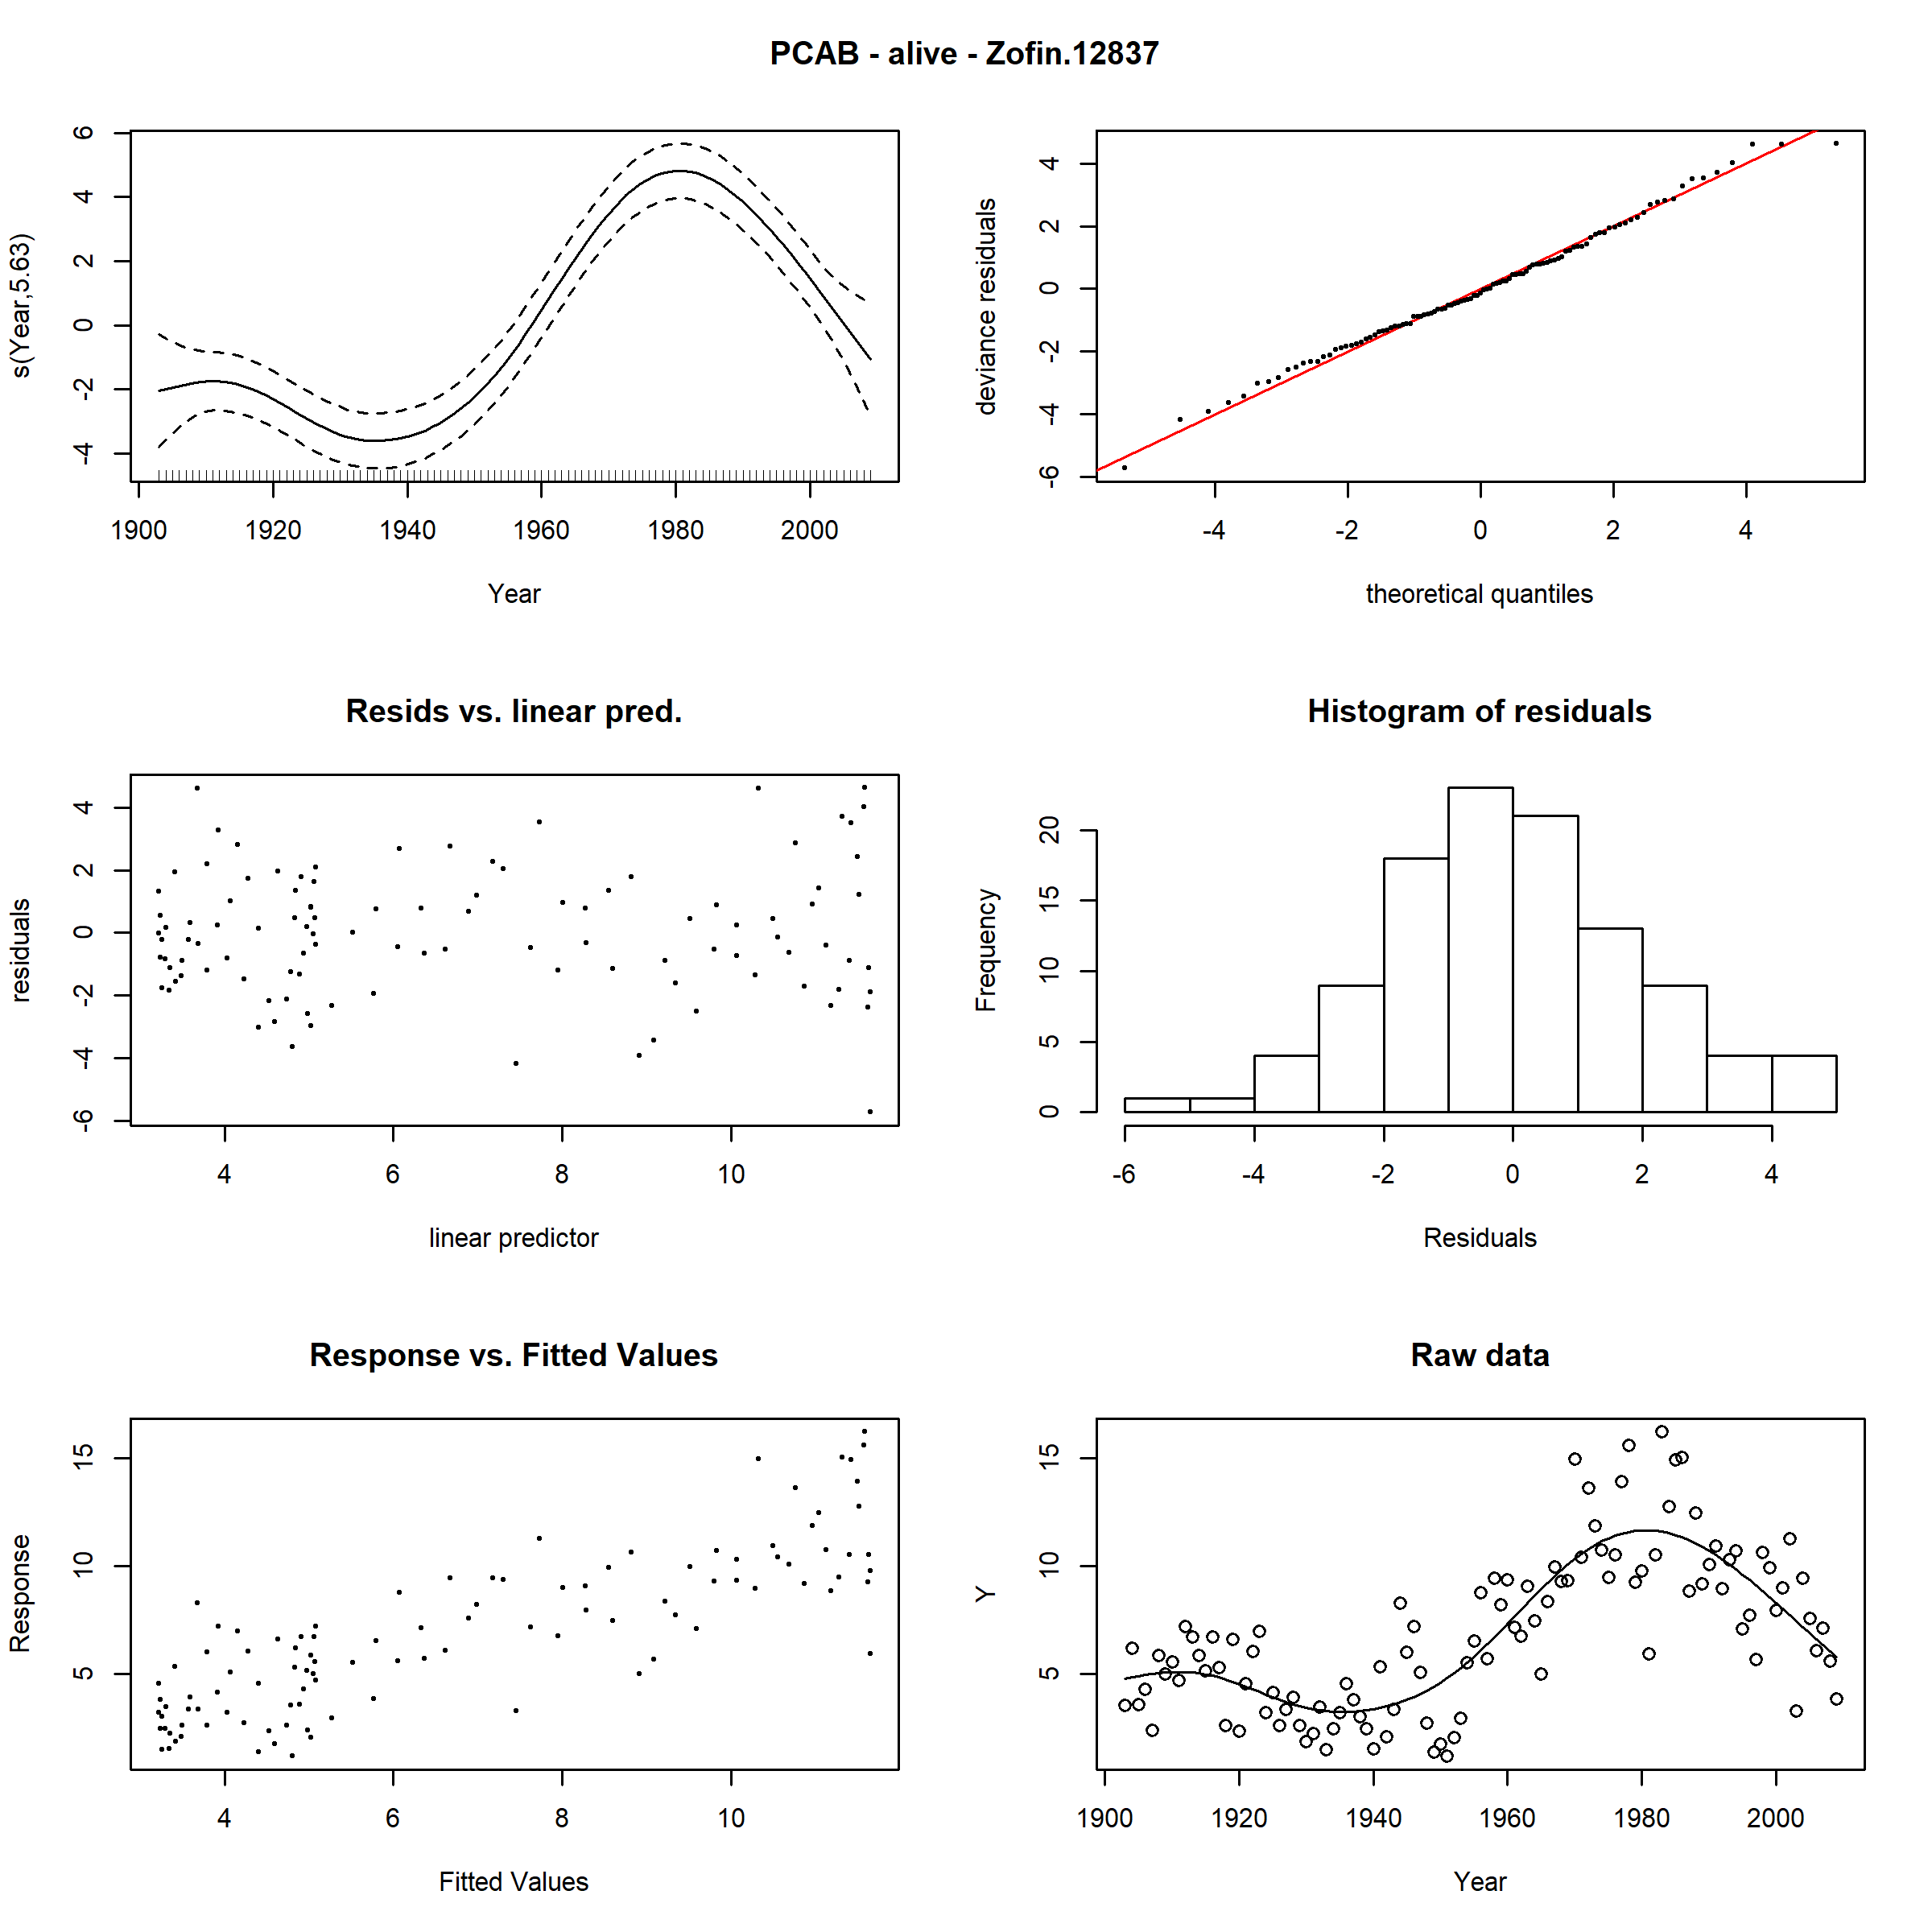 PCAB - alive - Zofin.12837
s(Year,5.63)
6
4
2
0
-2
-4
1900 1920 1940 1960 1980 2000
Year
deviance residuals
4
2
0
-2
-4
-6
-4 -2 0 2 4
theoretical quantiles
Resids vs. linear pred.
residuals
4
2
0
-2
-4
-6
4 6 8 10
linear predictor
Histogram of residuals
Frequency
20
15
10
5
0
-6 -4 -2 0 2 4
Residuals
Response vs. Fitted Values
Response
15
10
5
4 6 8 10
Fitted Values
Raw data
Y
15
10
5
1900 1920 1940 1960 1980 2000
Year